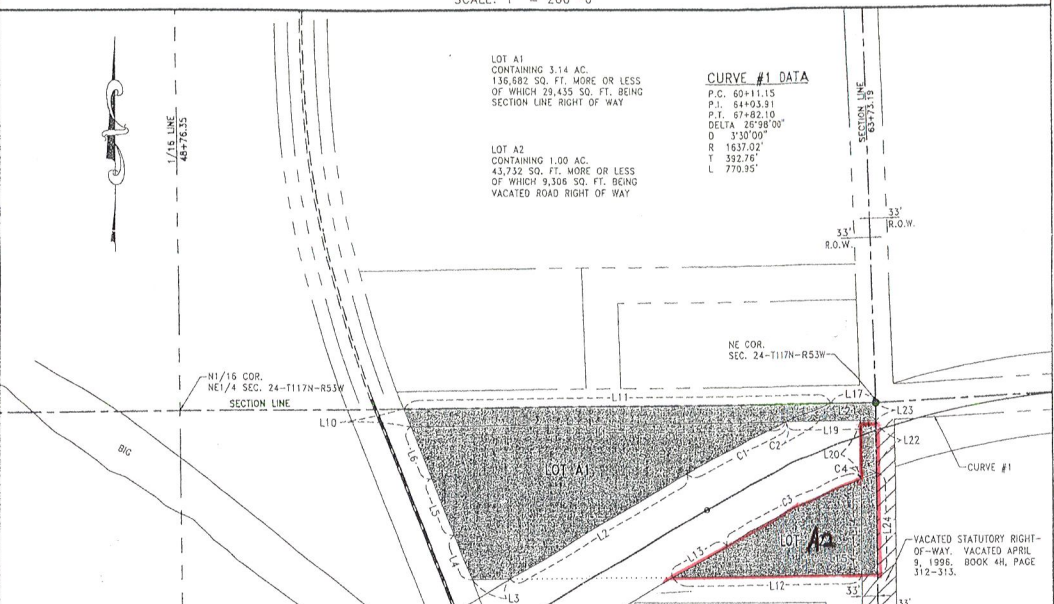 SCALE: 1" = 200'-0"
LOT A1
CONTAINING 3.14 AC.
136,682 SQ. FT. MORE OR LESS
OF WHICH 29,435 SQ. FT. BEING
SECTION LINE RIGHT OF WAY
LOT A2
CONTAINING 1.00 AC.
43,732 SQ. FT. MORE OR LESS
OF WHICH 9,306 SQ. FT. BEING
VACATED ROAD RIGHT OF WAY
CURVE #1 DATA
P.C. 60+11.15
P.I. 64+03.91
P.T. 67+82.10
DELTA 26°98'00"
D 3°30'00"
R 1637.02'
T 392.76'
L 770.95'
1/16 LINE
48+76.35
SECTION LINE
63+73.19
33'
R.O.W.
33'
R.O.W.
NE COR.
SEC. 24-T117N-R53W
N1/16 COR.
NE1/4 SEC. 24-T117N-R53W
SECTION LINE
L11
L17
L21
L23
L10
L19
L22
C2
C1
L20
C4
L6
LOT A1
CURVE #1
BIG
L5
C3
L24
L2
LOT A2
L13
L4
VACATED STATUTORY RIGHT-
OF-WAY. VACATED APRIL
9, 1996. BOOK 4H, PAGE
312-313.
L12
L3
33'
33'